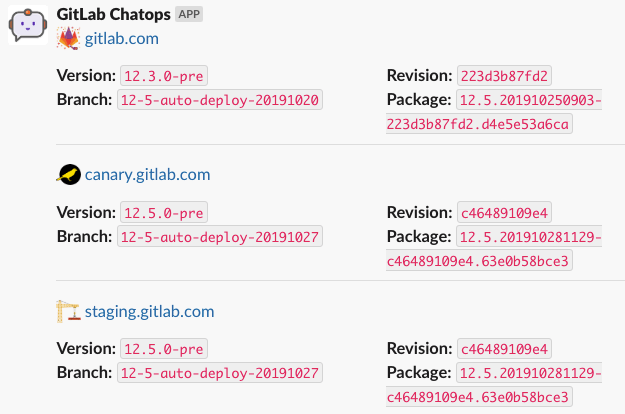 GitLab Chatops APP
gitlab.com
Version: 12.3.0-pre
Revision: 223d3b87fd2
Branch: 12-5-auto-deploy-20191020
Package: 12.5.201910250903-
223d3b87fd2.d4e5e53a6ca
canary.gitlab.com
Version: 12.5.0-pre
Revision: c46489109e4
Branch: 12-5-auto-deploy-20191027
Package: 12.5.201910281129-
c46489109e4.63e0b58bce3
staging.gitlab.com
Version: 12.5.0-pre
Revision: c46489109e4
Branch: 12-5-auto-deploy-20191027
Package: 12.5.201910281129-
c46489109e4.63e0b58bce3